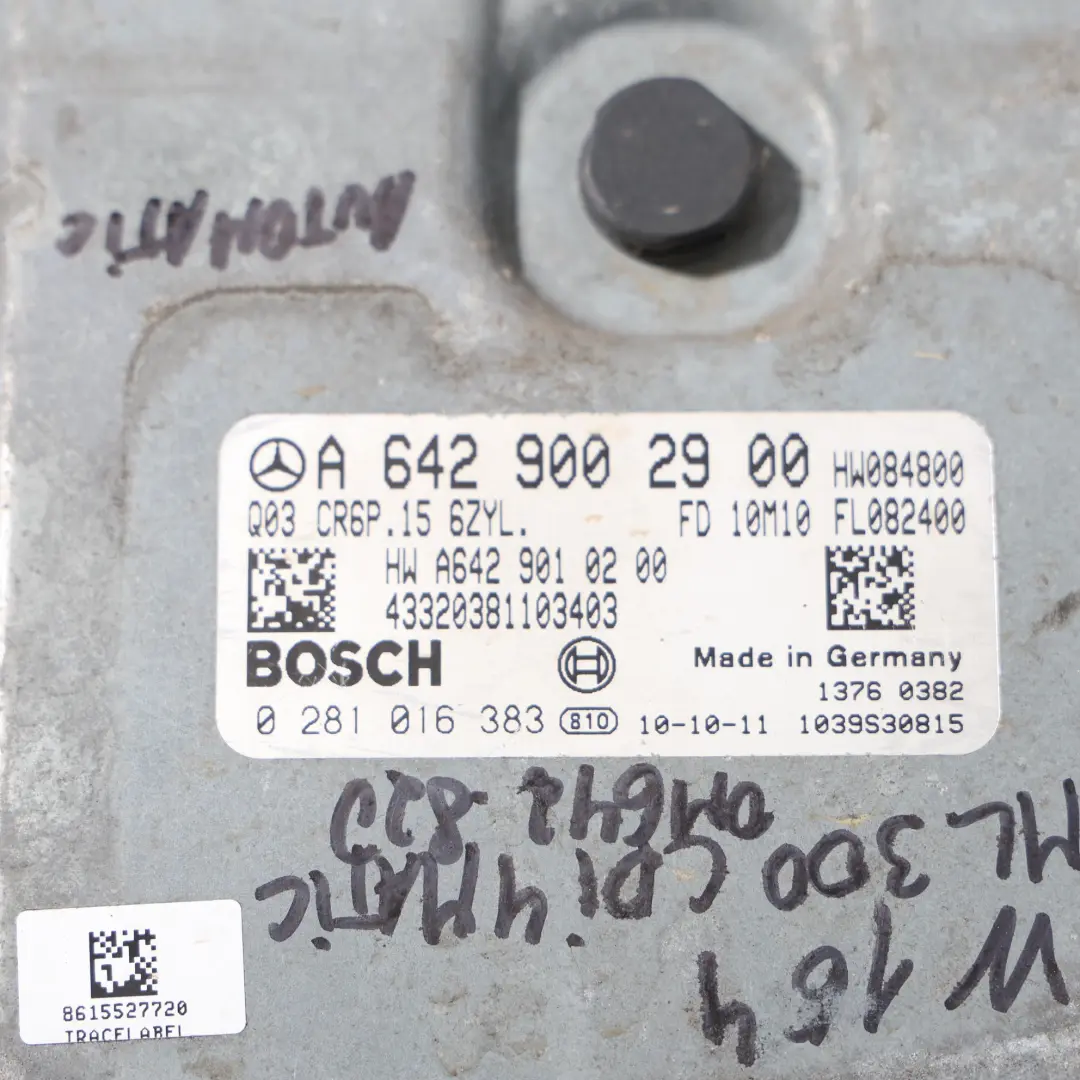 AUTOMATIC
A 642 900 29 00 HW084800
Q03 CR6P.15 6ZYL. FD 10M10 FL082400
HW A642 901 02 00
43320381103403
BOSCH
Made in Germany
1376 0382
0 281 016 383 810 10-10-11 1039S30815
W 164
ML 300 CDi 4MATIC
OM642 820
8615527720
TRACELABEL